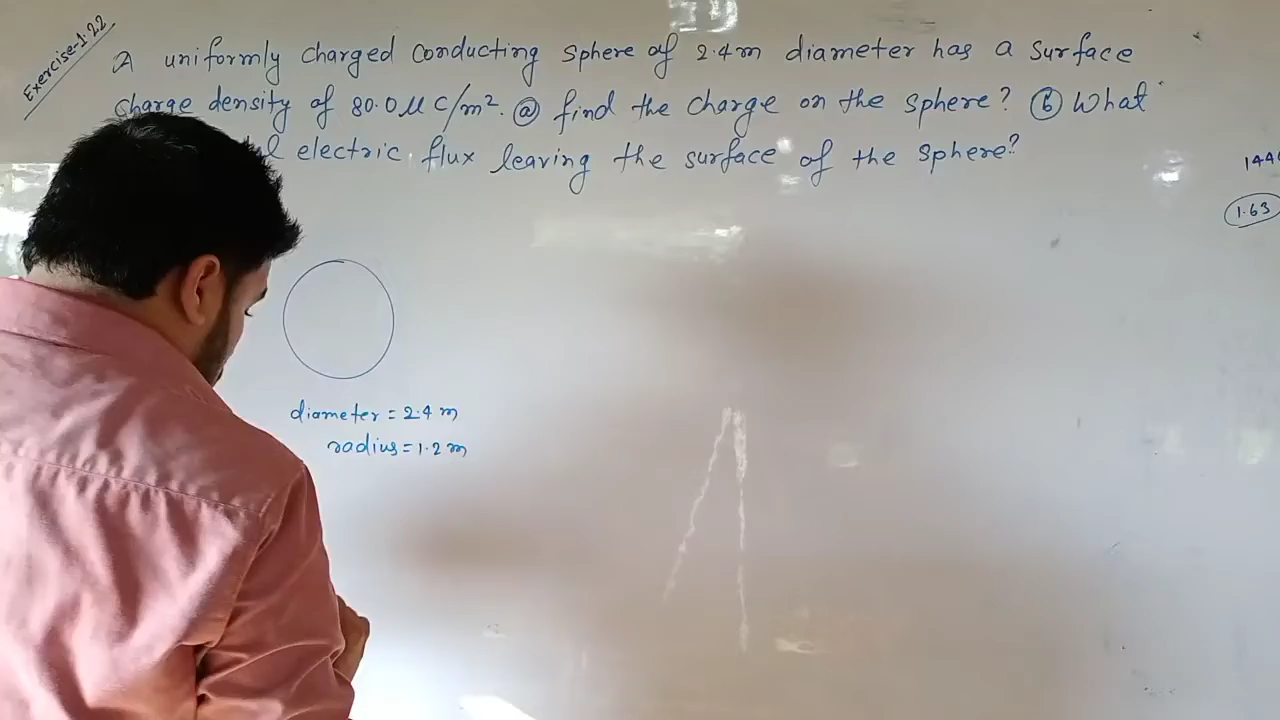 Exercise-1.22
A uniformly charged conducting sphere of 2.4m diameter has a surface
charge density of 80.0 μ C/m². ⓐ find the charge on the sphere? ⓑ What
electric flux leaving the surface of the sphere?
144
1.63
diameter = 2.4 m
radius = 1.2 m